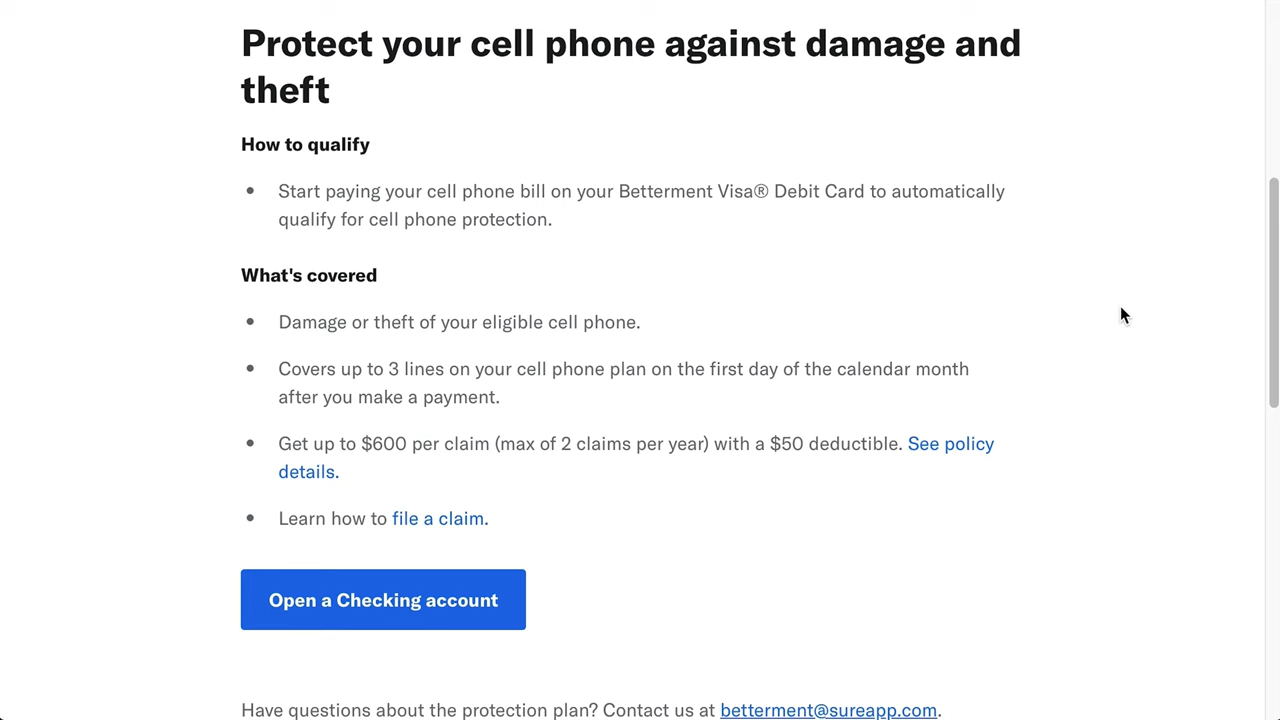 Protect your cell phone against damage and
theft
How to qualify
• Start paying your cell phone bill on your Betterment Visa® Debit Card to automatically
qualify for cell phone protection.
What's covered
• Damage or theft of your eligible cell phone.
• Covers up to 3 lines on your cell phone plan on the first day of the calendar month
after you make a payment.
• Get up to $600 per claim (max of 2 claims per year) with a $50 deductible. See policy
details.
• Learn how to file a claim.
Open a Checking account
Have questions about the protection plan? Contact us at betterment@sureapp.com.